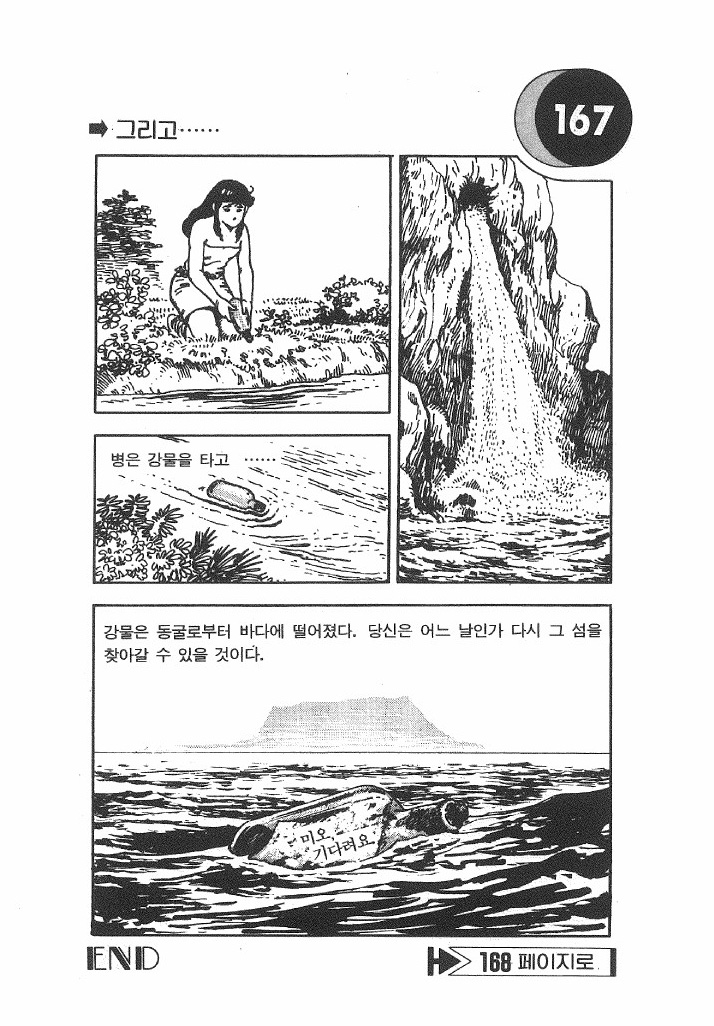 167
그리고……
병은 강물을 타고 ……
강물은 동굴로부터 바다에 떨어졌다. 당신은 어느 날인가 다시 그 섬을
찾아갈 수 있을 것이다.
미오,
기다려요
END
168 페이지로